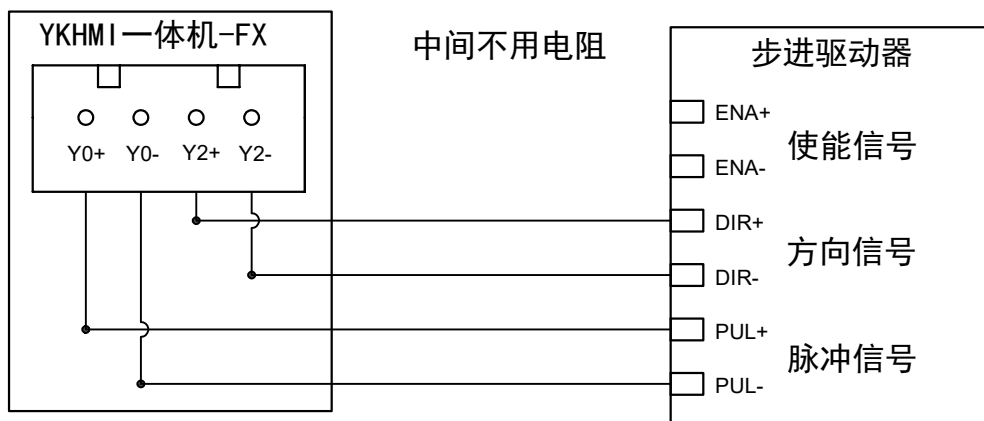 YKHMI一体机-FX
中间不用电阻
步进驱动器
Y0+ Y0- Y2+ Y2-
ENA+
使能信号
ENA-
DIR+
方向信号
DIR-
PUL+
脉冲信号
PUL-